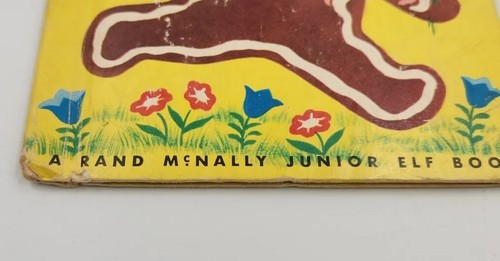 A RAND McNALLY JUNIOR ELF BOO